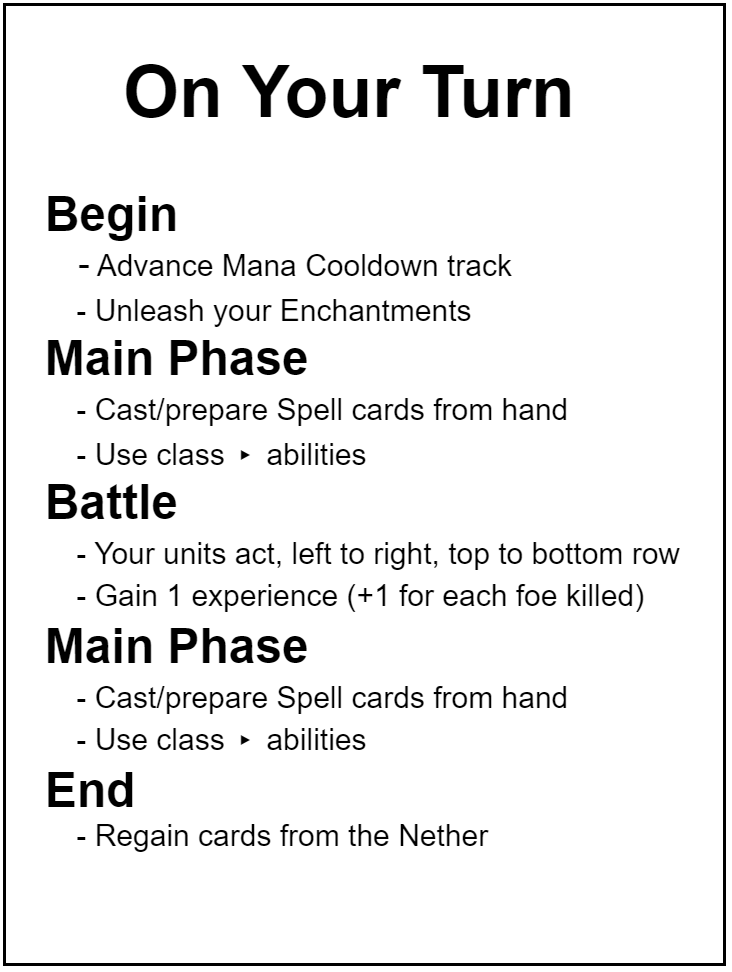 On Your Turn
Begin
- Advance Mana Cooldown track
- Unleash your Enchantments
Main Phase
- Cast/prepare Spell cards from hand
- Use class ‣ abilities
Battle
- Your units act, left to right, top to bottom row
- Gain 1 experience (+1 for each foe killed)
Main Phase
- Cast/prepare Spell cards from hand
- Use class ‣ abilities
End
- Regain cards from the Nether